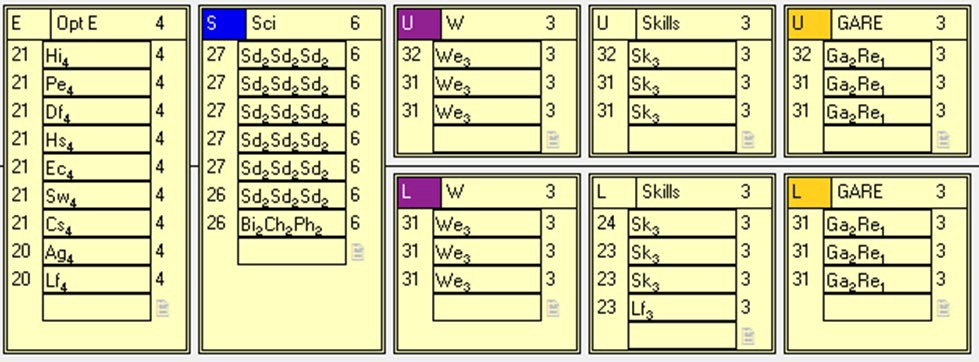 E Opt E 4
21 Hi4 4
21 Pe4 4
21 Df4 4
21 Hs4 4
21 Ec4 4
21 Sw4 4
21 Cs4 4
20 Ag4 4
20 Lf4 4
S Sci 6
27 Sd2Sd2Sd2 6
27 Sd2Sd2Sd2 6
27 Sd2Sd2Sd2 6
27 Sd2Sd2Sd2 6
27 Sd2Sd2Sd2 6
26 Sd2Sd2Sd2 6
26 Bi2Ch2Ph2 6
U W 3
32 We3 3
31 We3 3
31 We3 3
U Skills 3
32 Sk3 3
31 Sk3 3
31 Sk3 3
U GARE 3
32 Ga2Re1 3
31 Ga2Re1 3
31 Ga2Re1 3
L W 3
31 We3 3
31 We3 3
31 We3 3
L Skills 3
24 Sk3 3
23 Sk3 3
23 Sk3 3
23 Lf3 3
L GARE 3
31 Ga2Re1 3
31 Ga2Re1 3
31 Ga2Re1 3